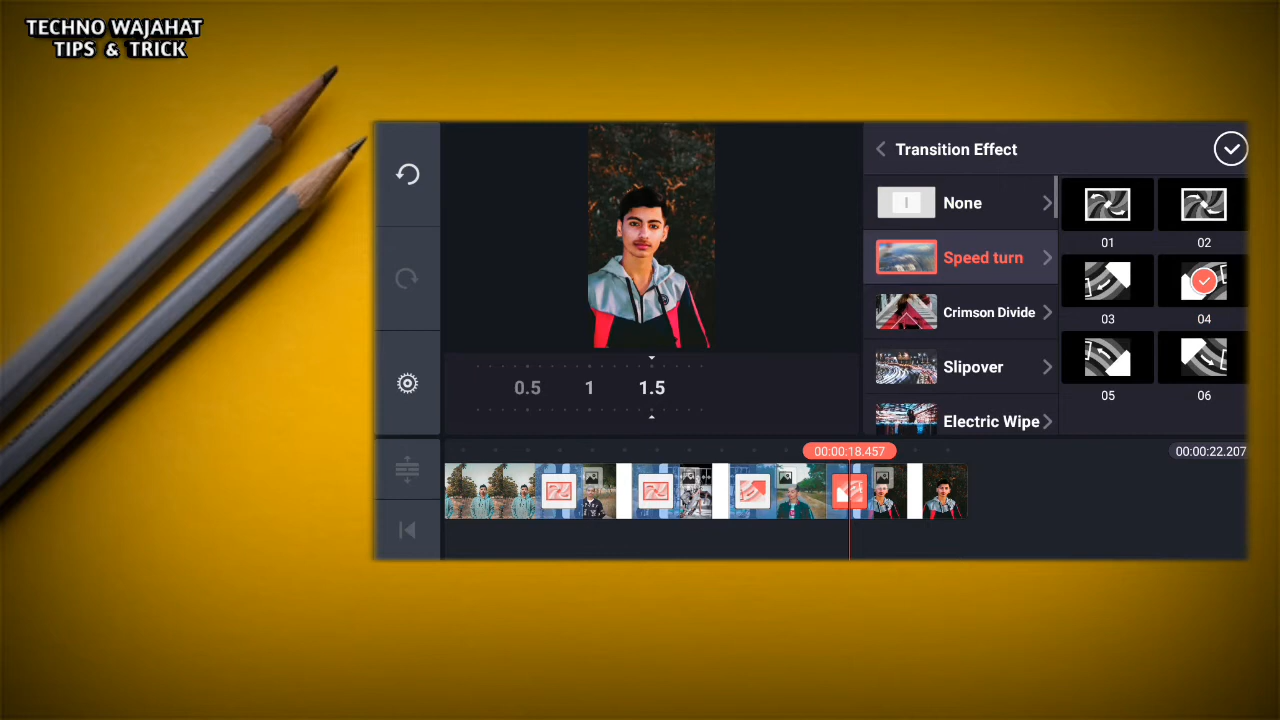 TECHNO WAJAHAT
TIPS & TRICK
Transition Effect
None
Speed turn
Crimson Divide
Slipover
Electric Wipe
01
02
03
04
05
06
0.5 1 1.5
00:00:18.457
00:00:22.207